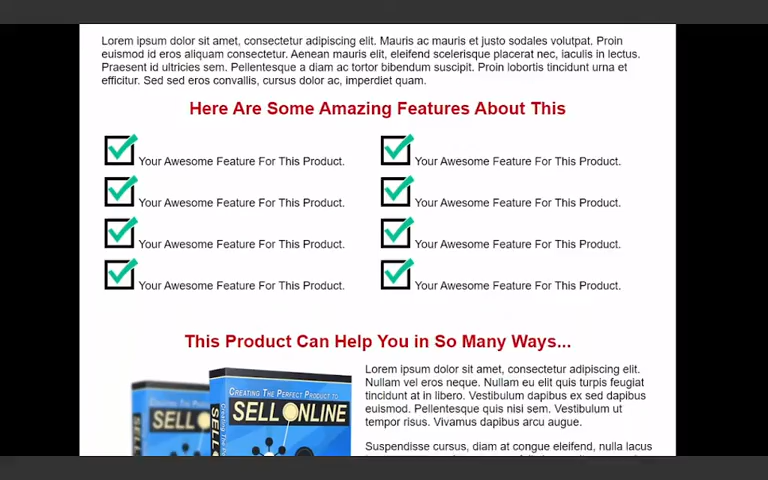 Lorem ipsum dolor sit amet, consectetur adipiscing elit. Mauris ac mauris et justo sodales volutpat. Proin
euismod id eros aliquam consectetur. Aenean mauris elit, eleifend scelerisque placerat nec, iaculis in lectus.
Praesent id ultricies sem. Pellentesque a diam ac tortor bibendum suscipit. Proin lobortis tincidunt urna et
efficitur. Sed sed eros convallis, cursus dolor ac, imperdiet quam.
Here Are Some Amazing Features About This
Your Awesome Feature For This Product.
Your Awesome Feature For This Product.
Your Awesome Feature For This Product.
Your Awesome Feature For This Product.
Your Awesome Feature For This Product.
Your Awesome Feature For This Product.
Your Awesome Feature For This Product.
Your Awesome Feature For This Product.
This Product Can Help You in So Many Ways...
CREATING THE PERFECT PRODUCT TO
SELL ONLINE
SELL
Lorem ipsum dolor sit amet, consectetur adipiscing elit.
Nullam vel eros neque. Nullam eu elit quis turpis feugiat
tincidunt at in libero. Vestibulum dapibus ex sed dapibus
euismod. Pellentesque quis nisi sem. Vestibulum ut
tempor risus. Vivamus dapibus arcu augue.
Suspendisse cursus, diam at congue eleifend, nulla lacus